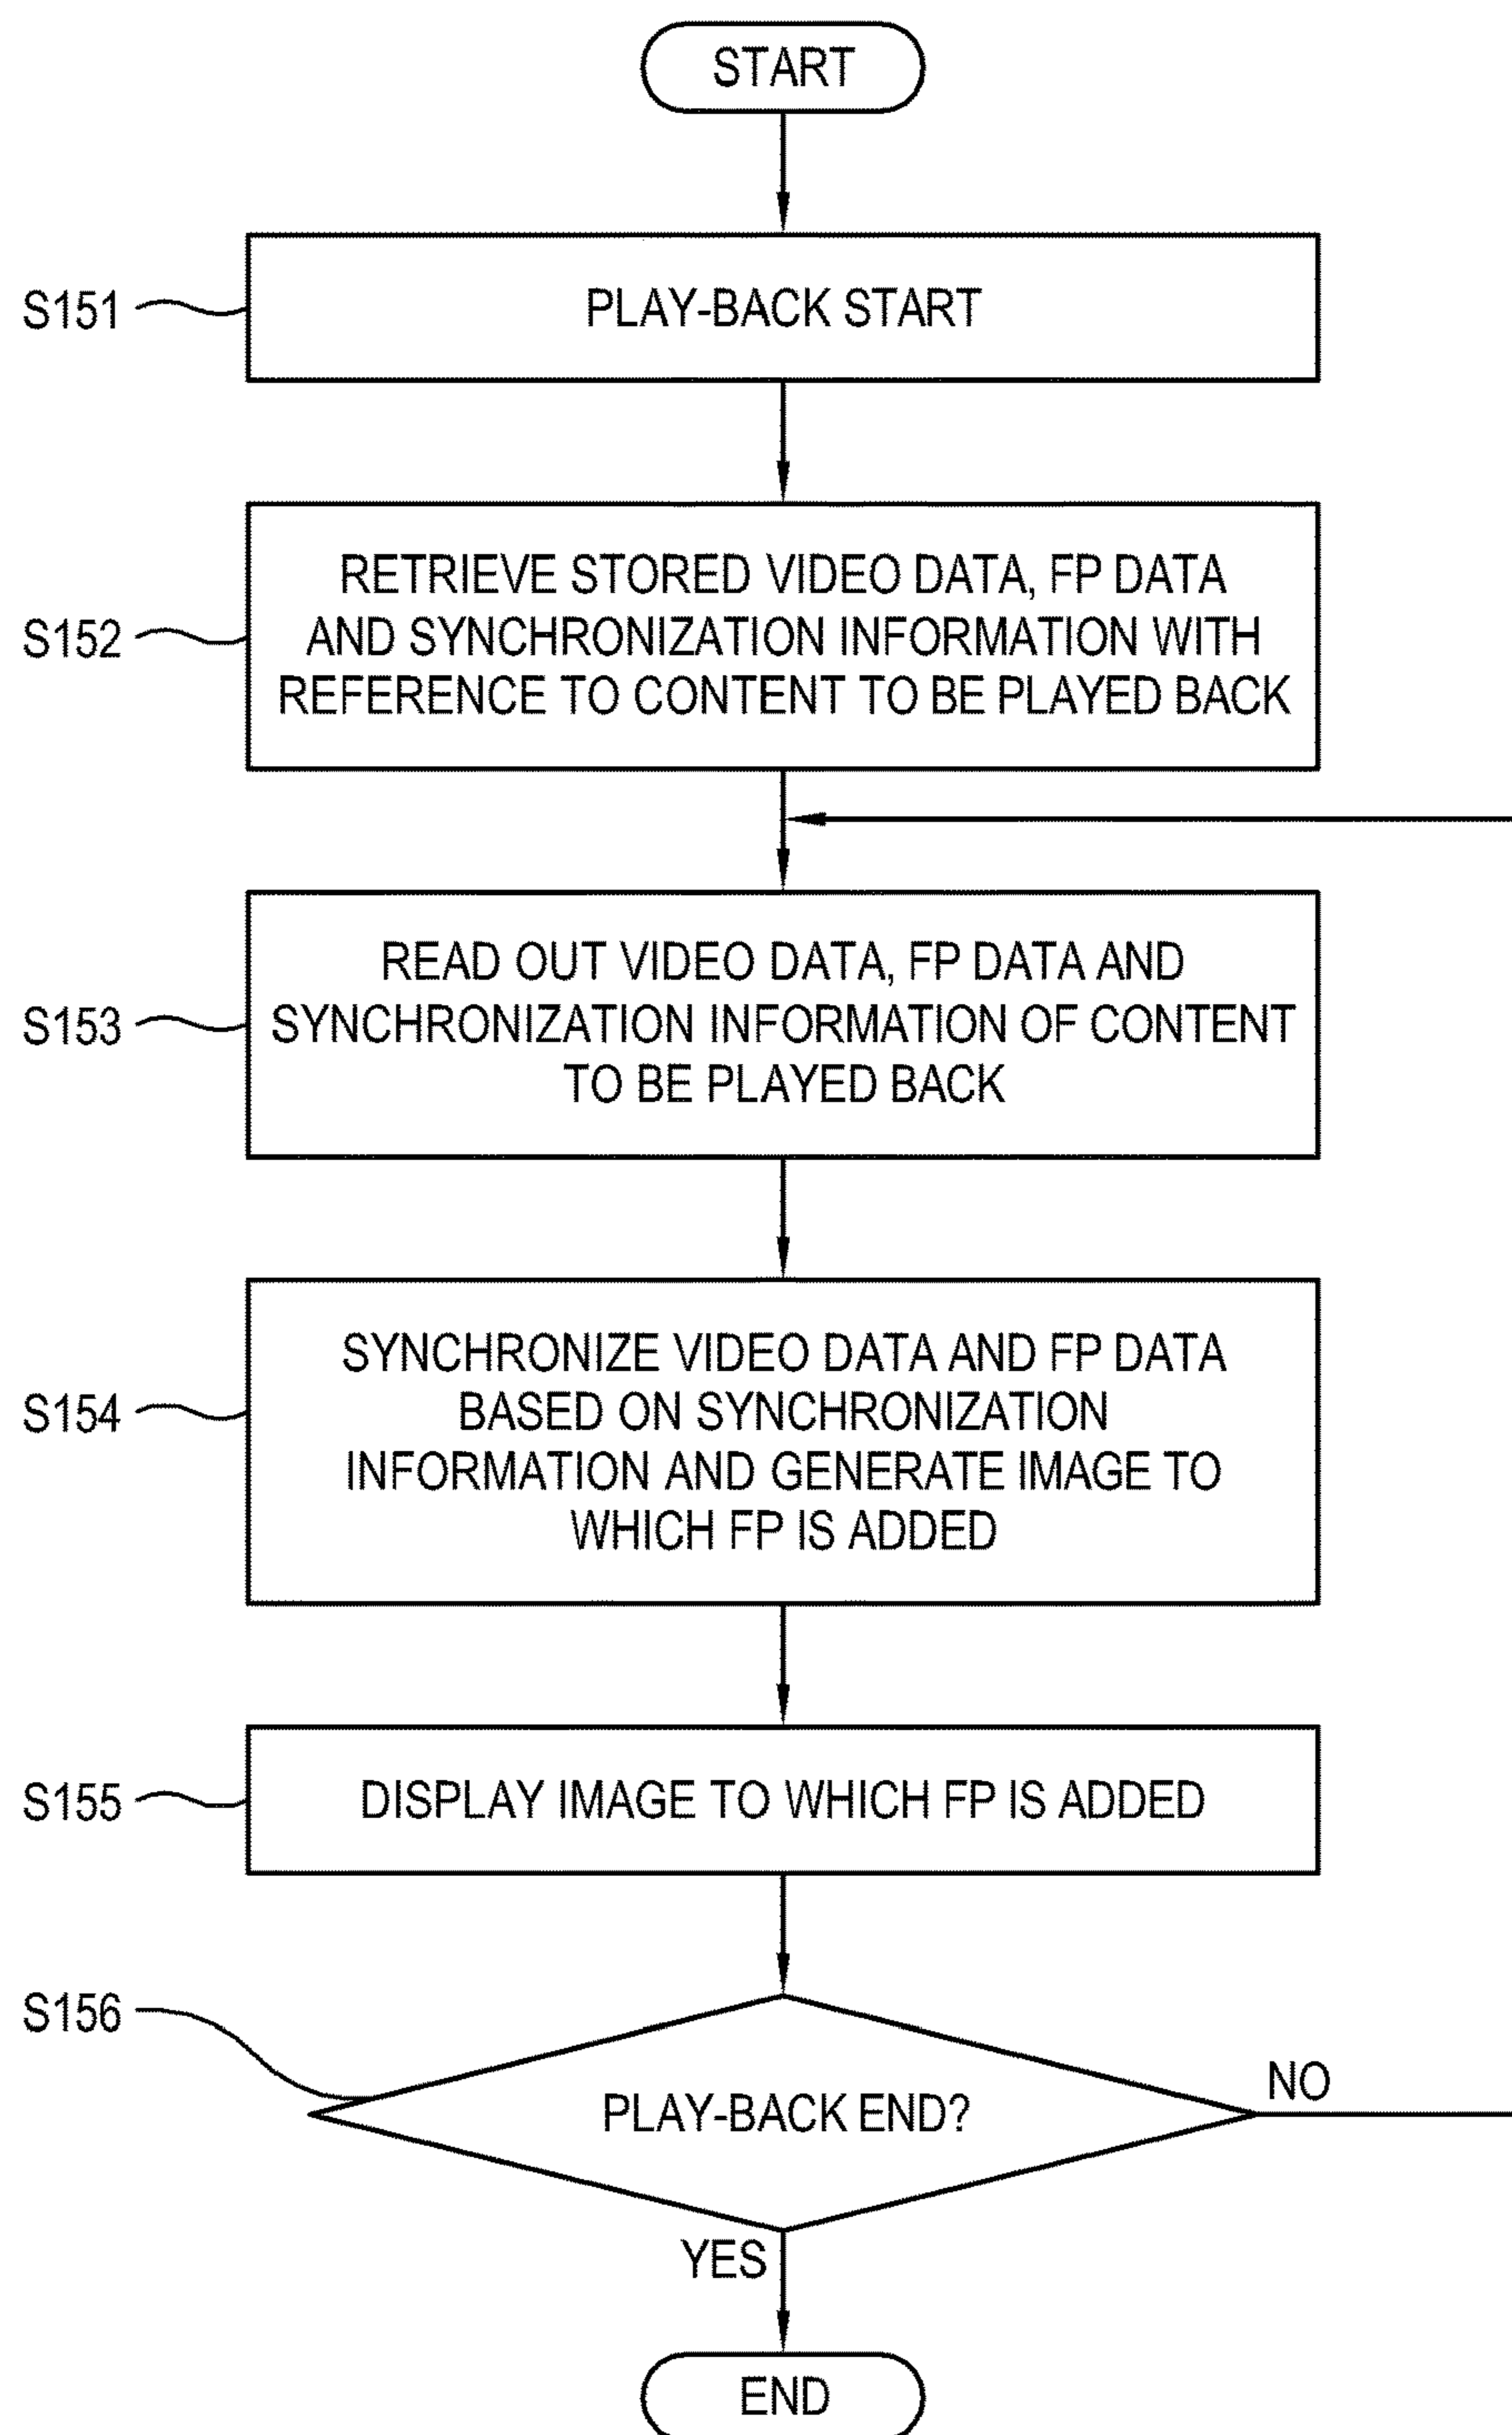 START
S151
PLAY-BACK START
S152
RETRIEVE STORED VIDEO DATA, FP DATA
AND SYNCHRONIZATION INFORMATION WITH
REFERENCE TO CONTENT TO BE PLAYED BACK
S153
READ OUT VIDEO DATA, FP DATA AND
SYNCHRONIZATION INFORMATION OF CONTENT
TO BE PLAYED BACK
S154
SYNCHRONIZE VIDEO DATA AND FP DATA
BASED ON SYNCHRONIZATION
INFORMATION AND GENERATE IMAGE TO
WHICH FP IS ADDED
S155
DISPLAY IMAGE TO WHICH FP IS ADDED
S156
PLAY-BACK END?
NO
YES
END